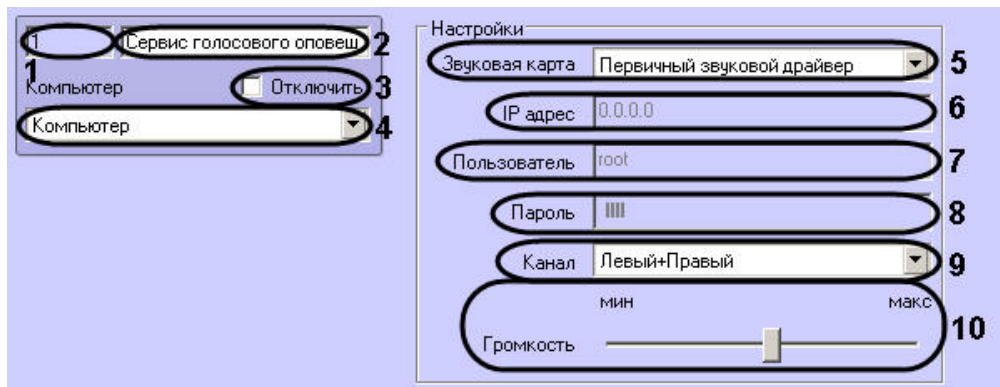 1 Сервис голосового оповещ 2
1
Компьютер Отключить 3
Компьютер 4
Настройки
Звуковая карта Первичный звуковой драйвер 5
IP адрес 0.0.0.0 6
Пользователь root 7
Пароль 8
Канал Левый+Правый 9
мин макс
Громкость 10